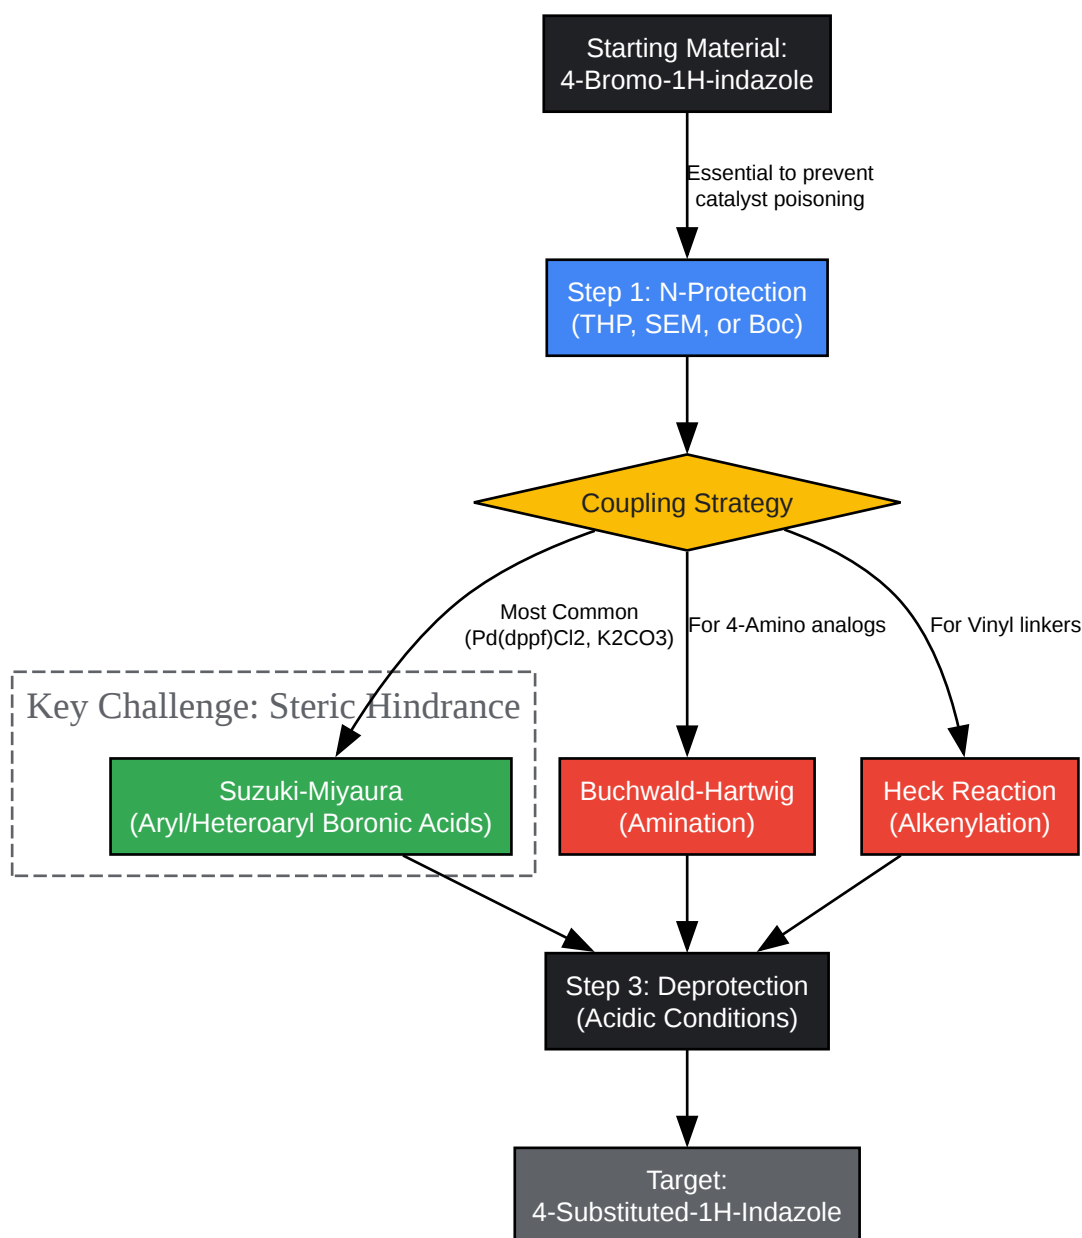 Starting Material:
4-Bromo-1H-indazole
Essential to prevent
catalyst poisoning
Step 1: N-Protection
(THP, SEM, or Boc)
Coupling Strategy
Most Common
(Pd(dppf)Cl2, K2CO3)
For 4-Amino analogs
For Vinyl linkers
Key Challenge: Steric Hindrance
Suzuki-Miyaura
(Aryl/Heteroaryl Boronic Acids)
Buchwald-Hartwig
(Amination)
Heck Reaction
(Alkenylation)
Step 3: Deprotection
(Acidic Conditions)
Target:
4-Substituted-1H-Indazole